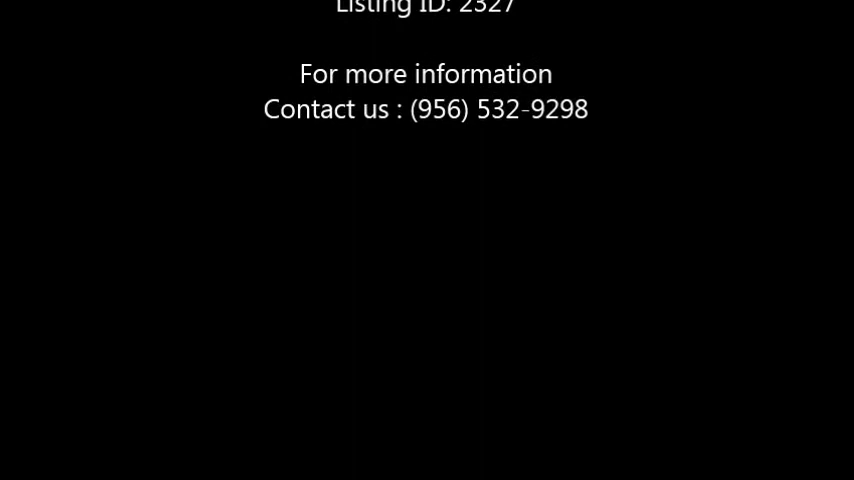 Listing ID: 2327
For more information
Contact us : (956) 532-9298